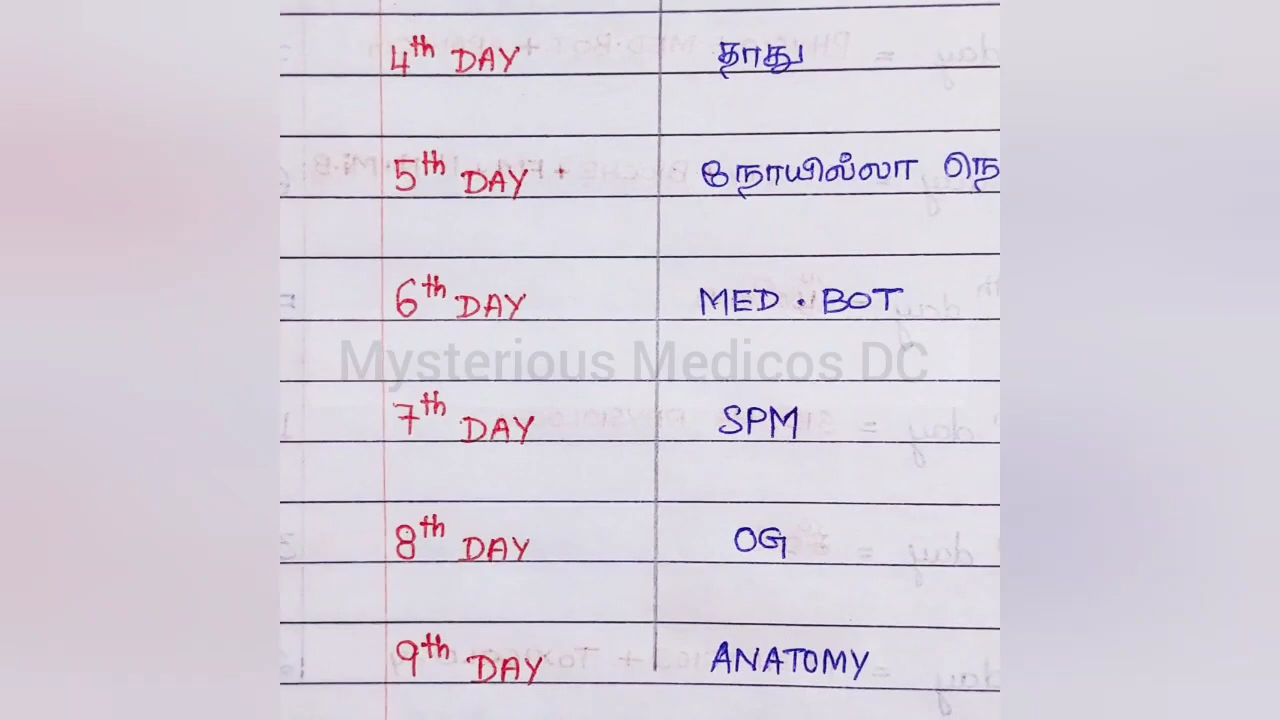 4th DAY தாது
5th DAY நோயில்லா நெ
6th DAY MED. BOT
Mysterious Medicos DC
7th DAY SPM
8th DAY OG
9th DAY ANATOMY